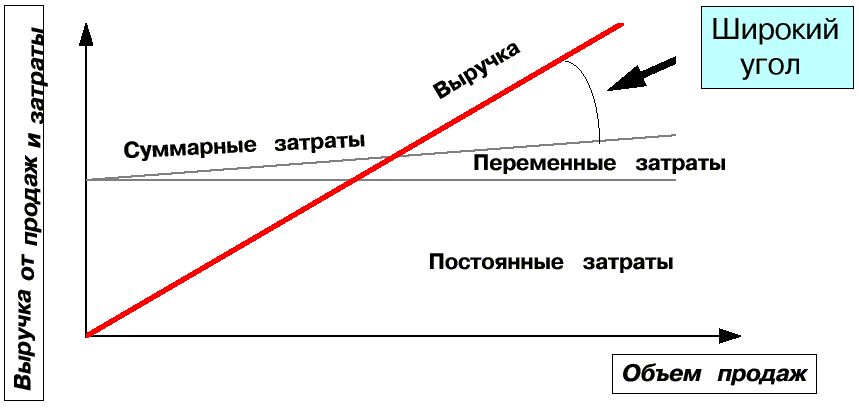 Выручка от продаж и затраты
Широкий
угол
Выручка
Суммарные затраты
Переменные затраты
Постоянные затраты
Объем продаж